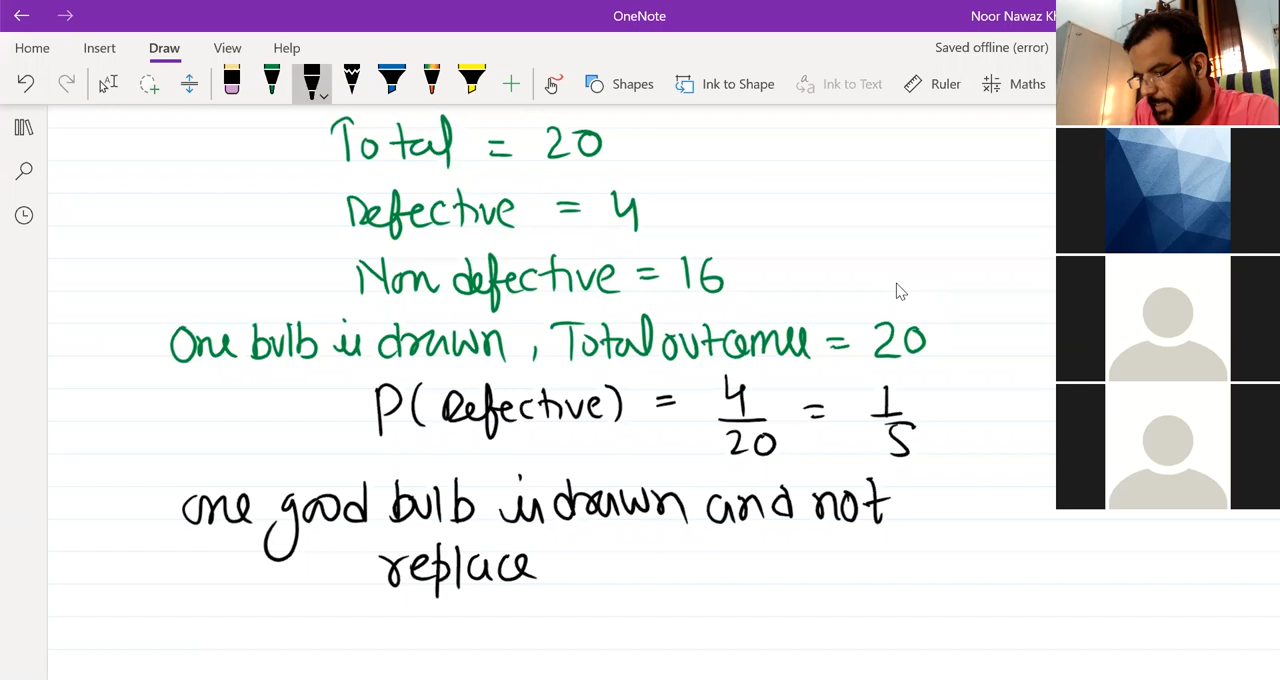 OneNote
Noor Nawaz Kh
Home Insert Draw View Help
Saved offline (error)
Shapes Ink to Shape Ink to Text Ruler Maths
Total = 20
Defective = 4
Non defective = 16
One bulb is drawn, Total outcomes = 20
P(Defective) = 4/20 = 1/5
one good bulb is drawn and not
replace